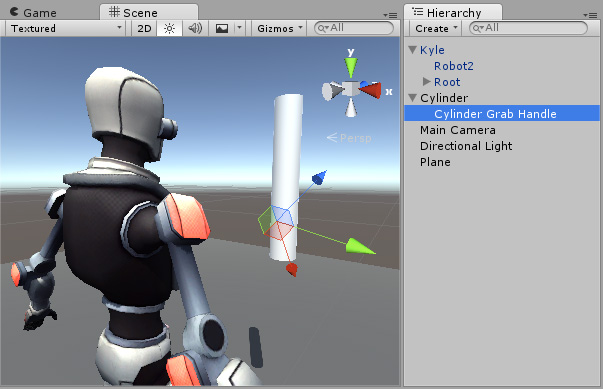 Game Scene
Textured 2D Gizmos All
y
x
Persp
Hierarchy
Create All
Kyle
Robot2
Root
Cylinder
Cylinder Grab Handle
Main Camera
Directional Light
Plane